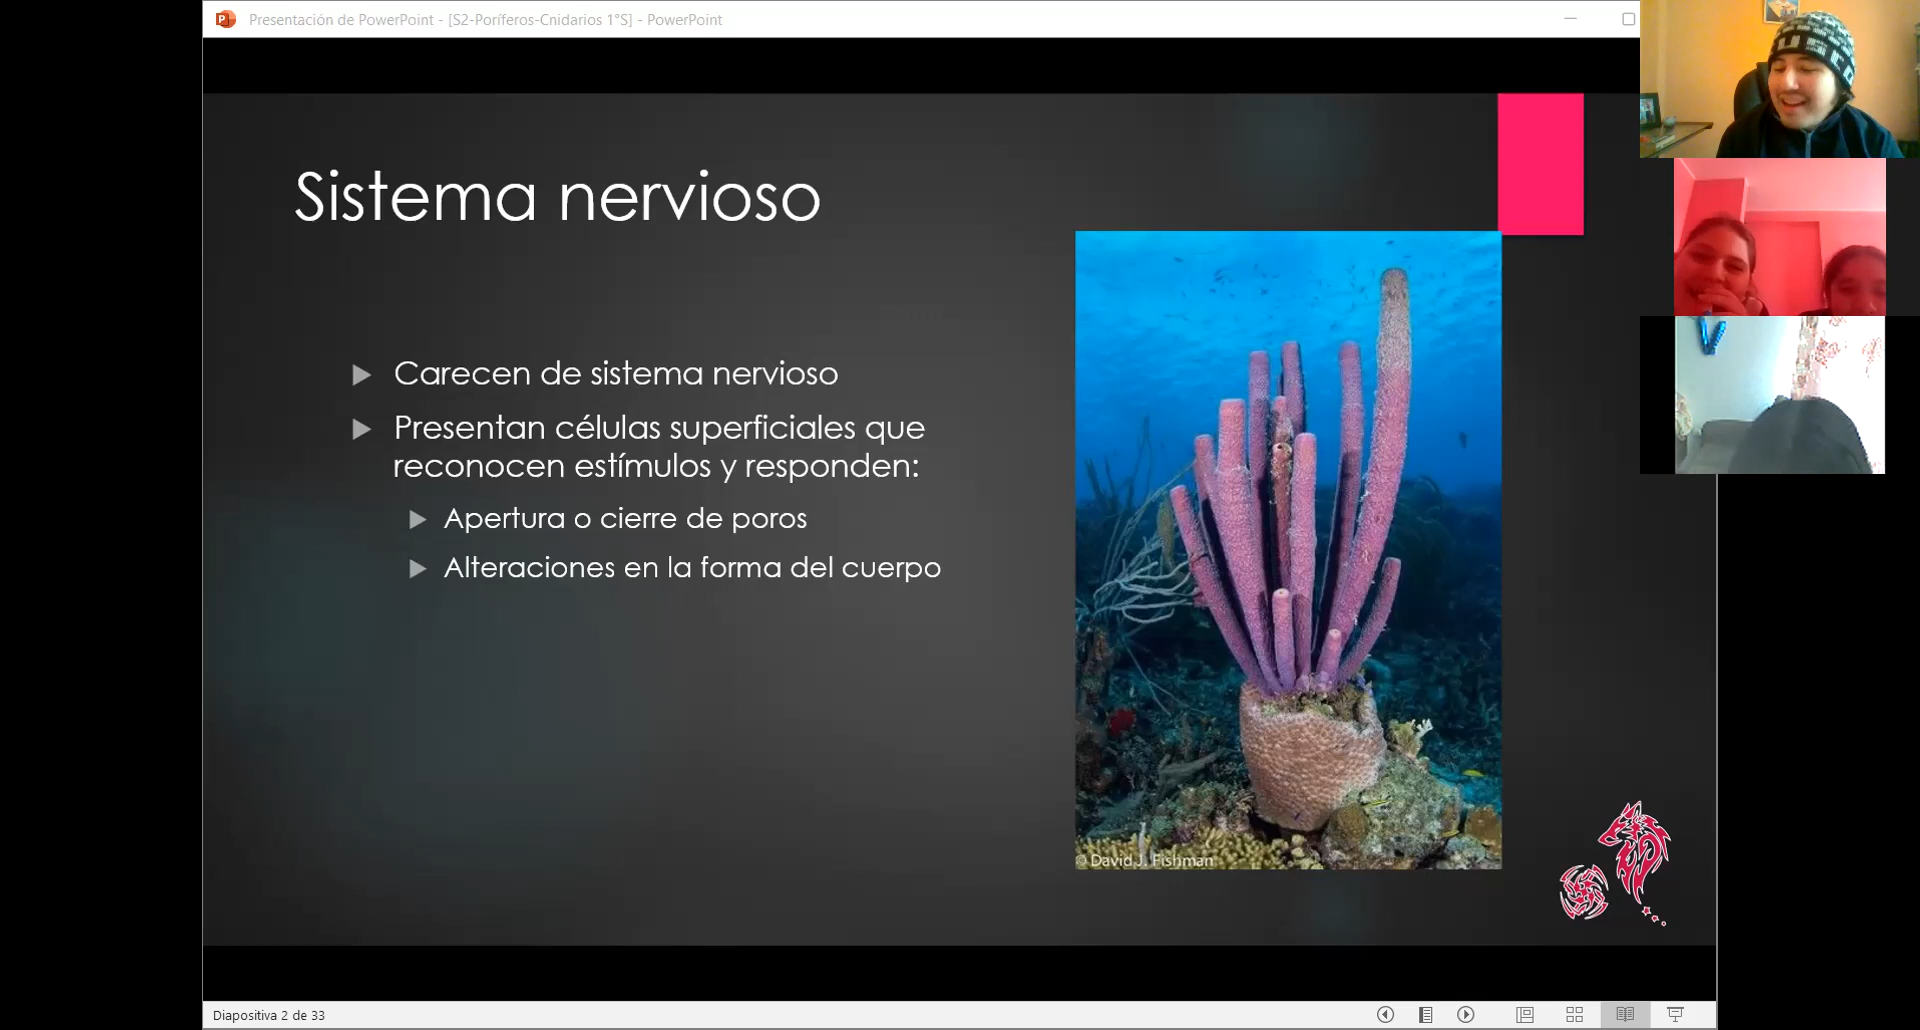 Presentación de PowerPoint - [S2-Poríferos-Cnidarios 1°S] - PowerPoint
Sistema nervioso
Carecen de sistema nervioso
Presentan células superficiales que
reconocen estímulos y responden:
Apertura o cierre de poros
Alteraciones en la forma del cuerpo
© David J. Fishman
Diapositiva 2 de 33